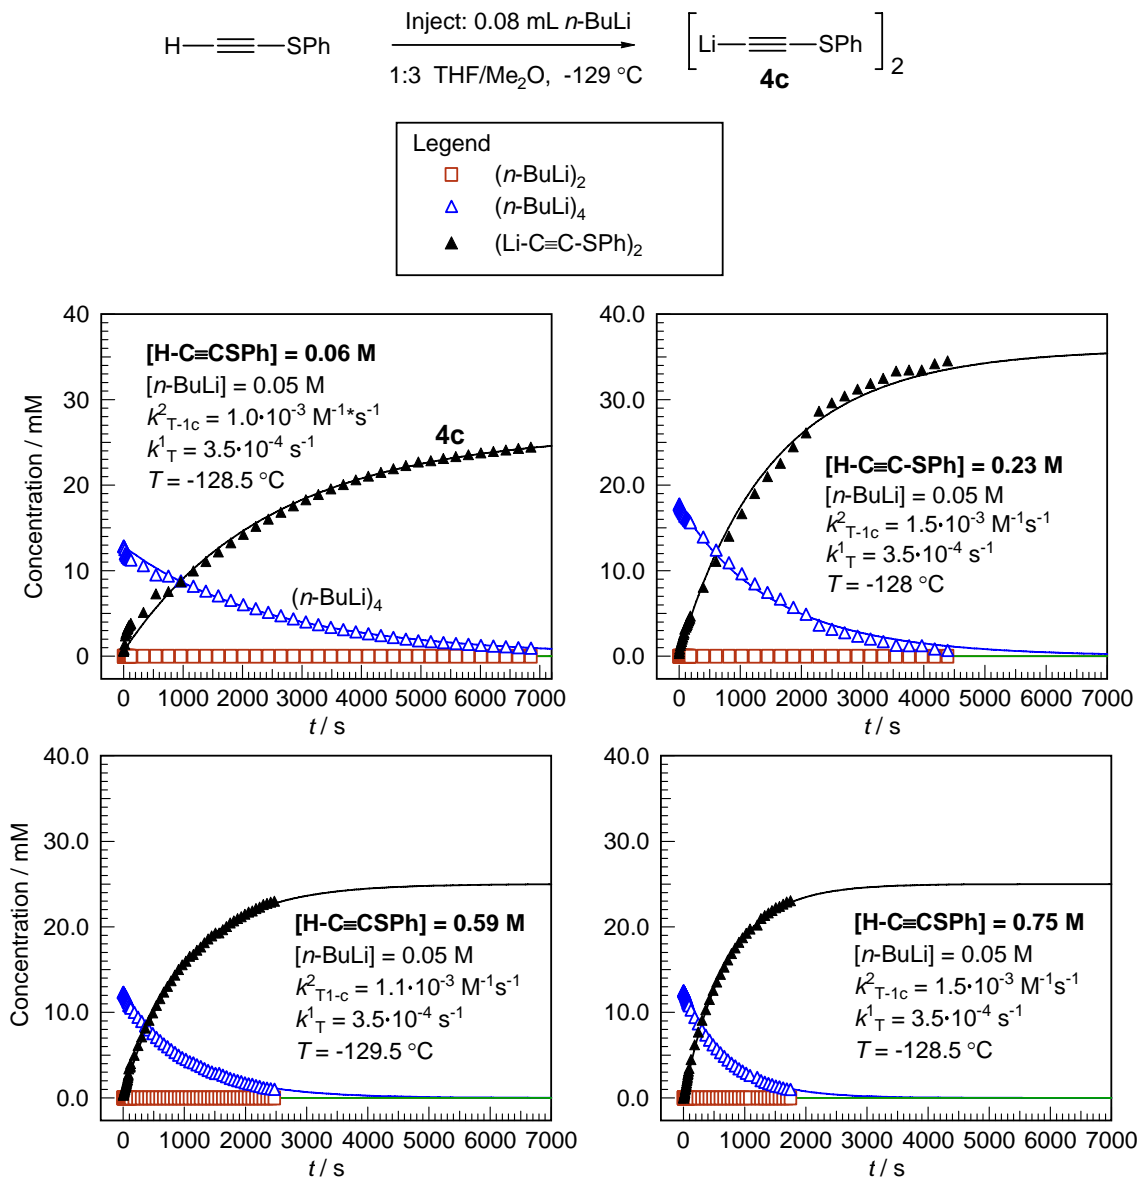 H
SPh
Inject: 0.08 mL n-BuLi
1:3 THF/Me₂O, -129 °C
[Li SPh]₂
4c
Legend
(n-BuLi)₂
(n-BuLi)₄
(Li-C≡C-SPh)₂
40
30
20
10
0
Concentration / mM
[H-C≡CSPh] = 0.06 M
[n-BuLi] = 0.05 M
k²T-1c = 1.0·10⁻³ M⁻¹*s⁻¹
k¹T = 3.5·10⁻⁴ s⁻¹
T = -128.5 °C
4c
(n-BuLi)₄
0 1000 2000 3000 4000 5000 6000 7000
t / s
40.0
30.0
20.0
10.0
0.0
[H-C≡C-SPh] = 0.23 M
[n-BuLi] = 0.05 M
k²T-1c = 1.5·10⁻³ M⁻¹s⁻¹
k¹T = 3.5·10⁻⁴ s⁻¹
T = -128 °C
0 1000 2000 3000 4000 5000 6000 7000
t / s
40.0
30.0
20.0
10.0
0.0
Concentration / mM
[H-C≡CSPh] = 0.59 M
[n-BuLi] = 0.05 M
k²T1-c = 1.1·10⁻³ M⁻¹s⁻¹
k¹T = 3.5·10⁻⁴ s⁻¹
T = -129.5 °C
0 1000 2000 3000 4000 5000 6000 7000
t / s
40.0
30.0
20.0
10.0
0.0
[H-C≡CSPh] = 0.75 M
[n-BuLi] = 0.05 M
k²T-1c = 1.5·10⁻³ M⁻¹s⁻¹
k¹T = 3.5·10⁻⁴ s⁻¹
T = -128.5 °C
0 1000 2000 3000 4000 5000 6000 7000
t / s